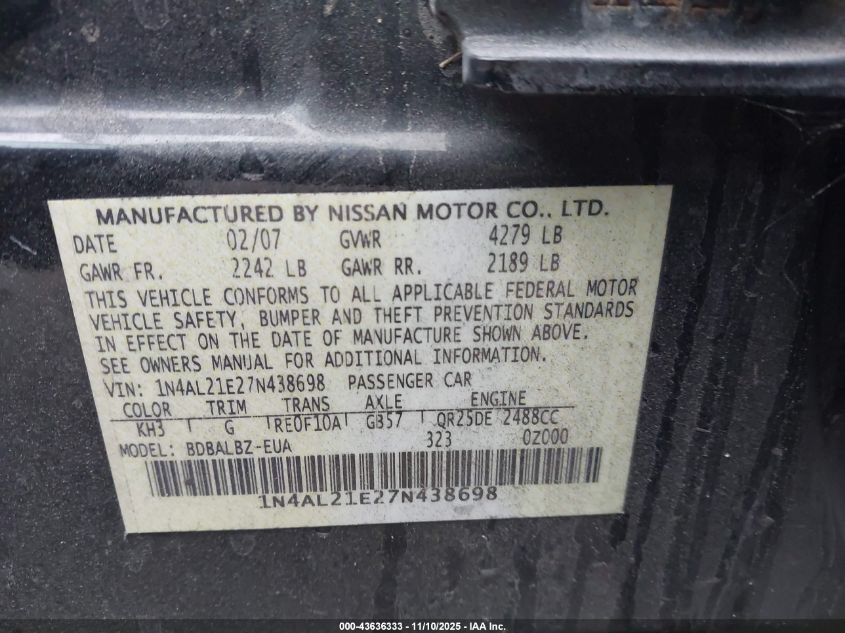 MANUFACTURED BY NISSAN MOTOR CO., LTD.
DATE 02/07 GVWR 4279 LB
GAWR FR. 2242 LB GAWR RR. 2189 LB
THIS VEHICLE CONFORMS TO ALL APPLICABLE FEDERAL MOTOR
VEHICLE SAFETY, BUMPER AND THEFT PREVENTION STANDARDS
IN EFFECT ON THE DATE OF MANUFACTURE SHOWN ABOVE.
SEE OWNERS MANUAL FOR ADDITIONAL INFORMATION.
VIN: 1N4AL21E27N438698 PASSENGER CAR
COLOR TRIM TRANS AXLE ENGINE
KH3 G RE0F10A G357 QR25DE 2488CC
MODEL: BDBALBZ-EUA 323 0Z000
1N4AL21E27N438698
000-43636333 - 11/10/2025 - IAA Inc.